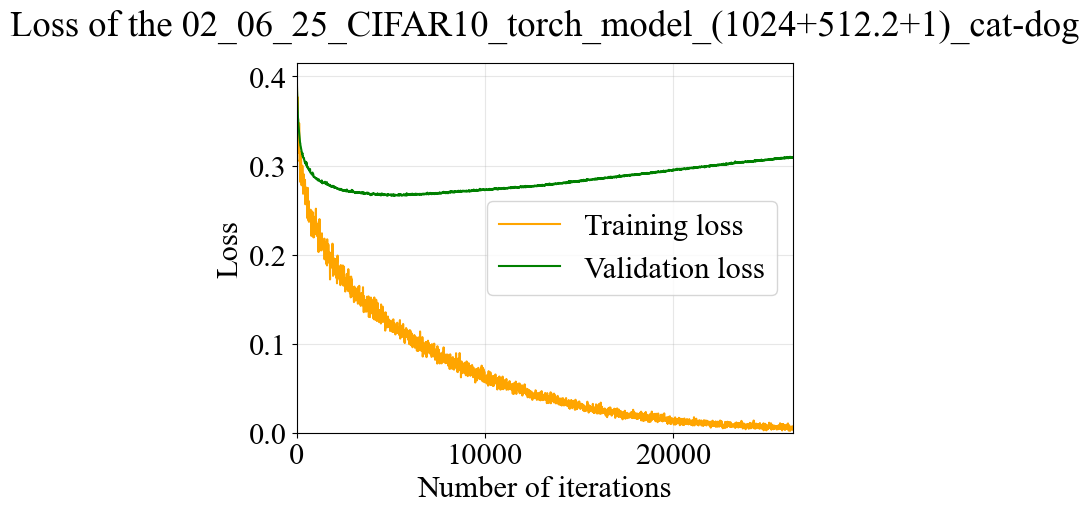 Loss of the 02_06_25_CIFAR10_torch_model_(1024+512.2+1)_cat-dog
0.4
0.3
0.2
0.1
0.0
Loss
Training loss
Validation loss
0 10000 20000
Number of iterations